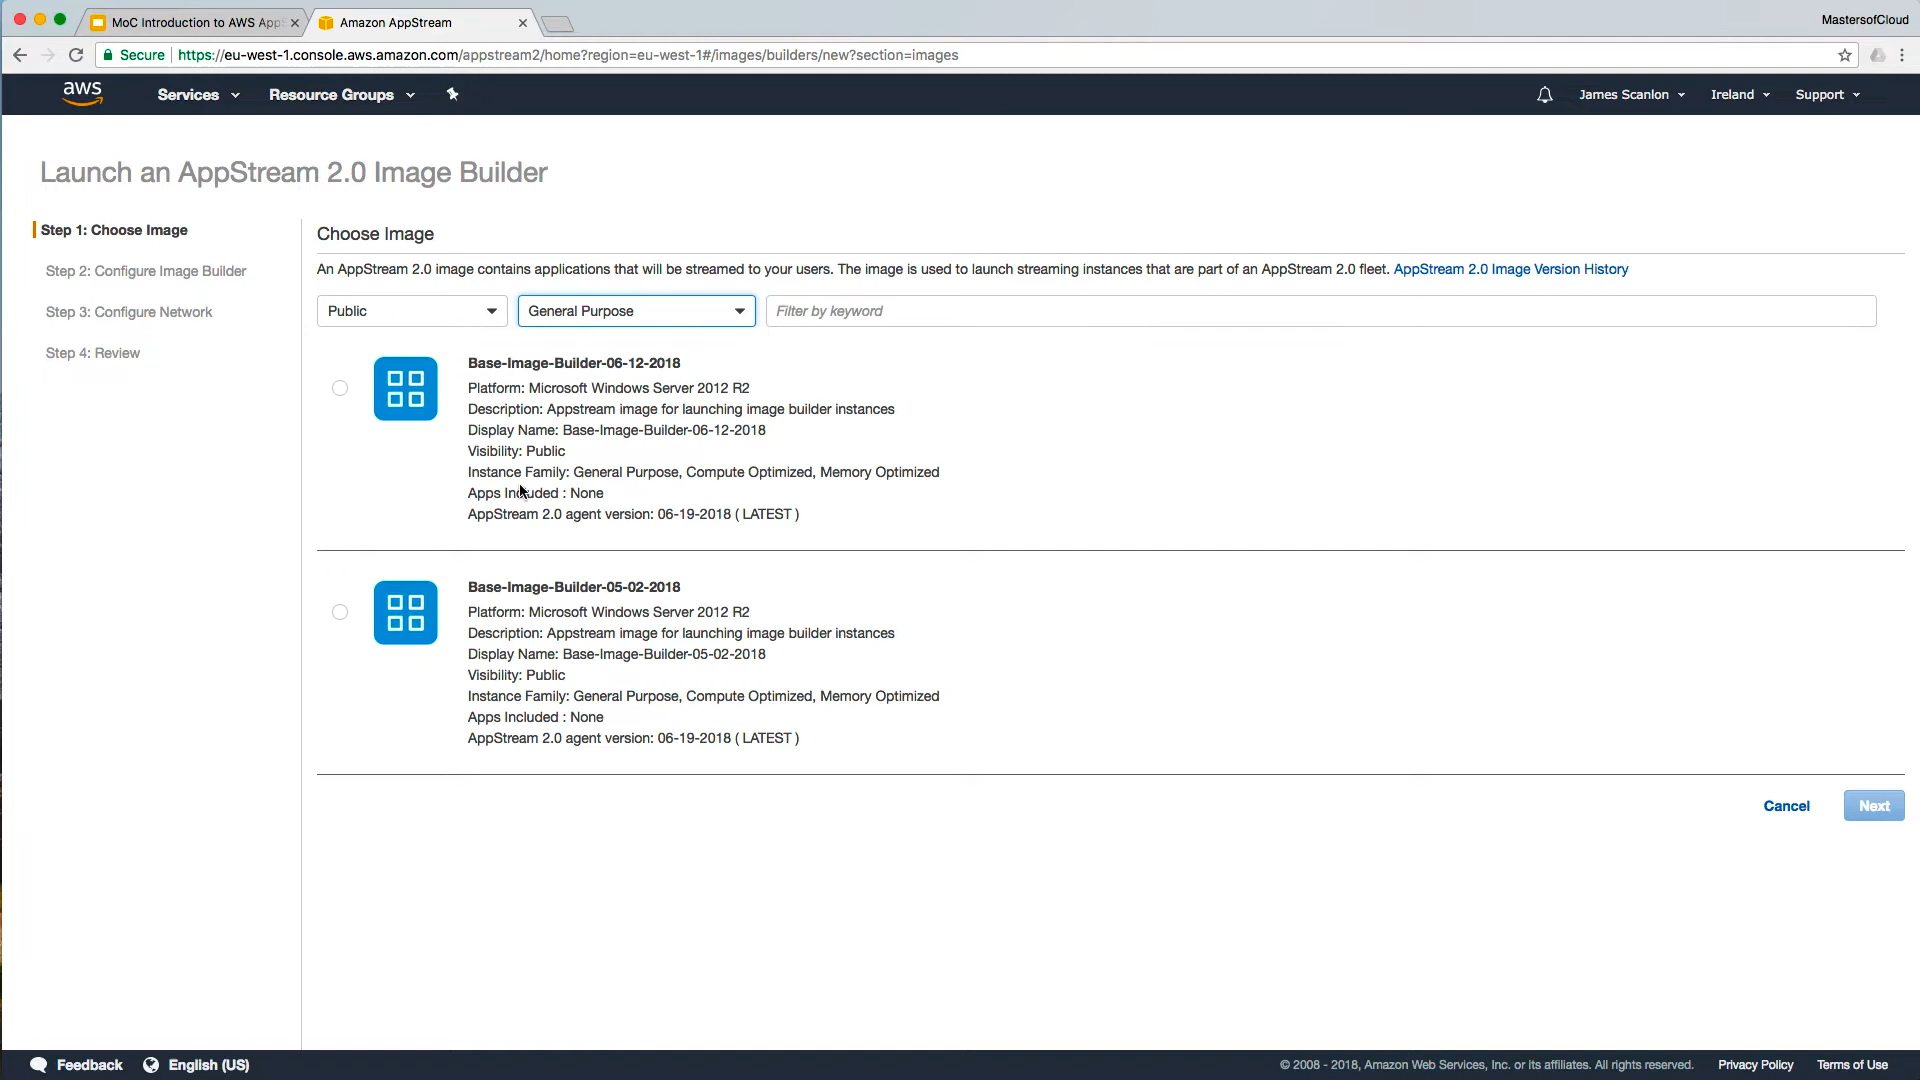 MoC Introduction to AWS App
Amazon AppStream
MastersofCloud
Secure https://eu-west-1.console.aws.amazon.com/appstream2/home?region=eu-west-1#/images/builders/new?section=images
aws Services Resource Groups James Scanlon Ireland Support
Launch an AppStream 2.0 Image Builder
Step 1: Choose Image
Step 2: Configure Image Builder
Step 3: Configure Network
Step 4: Review
Choose Image
An AppStream 2.0 image contains applications that will be streamed to your users. The image is used to launch streaming instances that are part of an AppStream 2.0 fleet. AppStream 2.0 Image Version History
Public General Purpose Filter by keyword
Base-Image-Builder-06-12-2018
Platform: Microsoft Windows Server 2012 R2
Description: Appstream image for launching image builder instances
Display Name: Base-Image-Builder-06-12-2018
Visibility: Public
Instance Family: General Purpose, Compute Optimized, Memory Optimized
Apps Included : None
AppStream 2.0 agent version: 06-19-2018 ( LATEST )
Base-Image-Builder-05-02-2018
Platform: Microsoft Windows Server 2012 R2
Description: Appstream image for launching image builder instances
Display Name: Base-Image-Builder-05-02-2018
Visibility: Public
Instance Family: General Purpose, Compute Optimized, Memory Optimized
Apps Included : None
AppStream 2.0 agent version: 06-19-2018 ( LATEST )
Cancel Next
Feedback English (US) © 2008 - 2018, Amazon Web Services, Inc. or its affiliates. All rights reserved. Privacy Policy Terms of Use